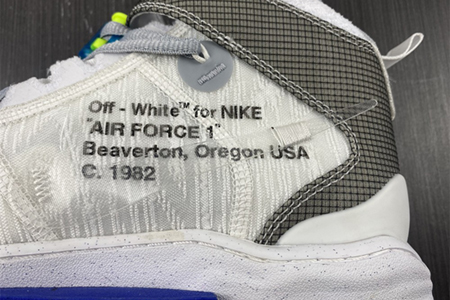 Off - White™ for NIKE
"AIR FORCE 1"
Beaverton, Oregon USA
C. 1982